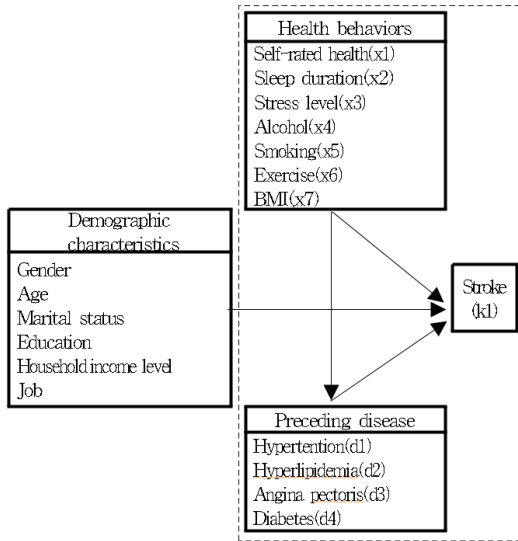 Health behaviors
Self-rated health(x1)
Sleep duration(x2)
Stress level(x3)
Alcohol(x4)
Smoking(x5)
Exercise(x6)
BMI(x7)
Demographic
characteristics
Gender
Age
Marital status
Education
Household income level
Job
Stroke
(k1)
Preceding disease
Hypertention(d1)
Hyperlipidemia(d2)
Angina pectoris(d3)
Diabetes(d4)